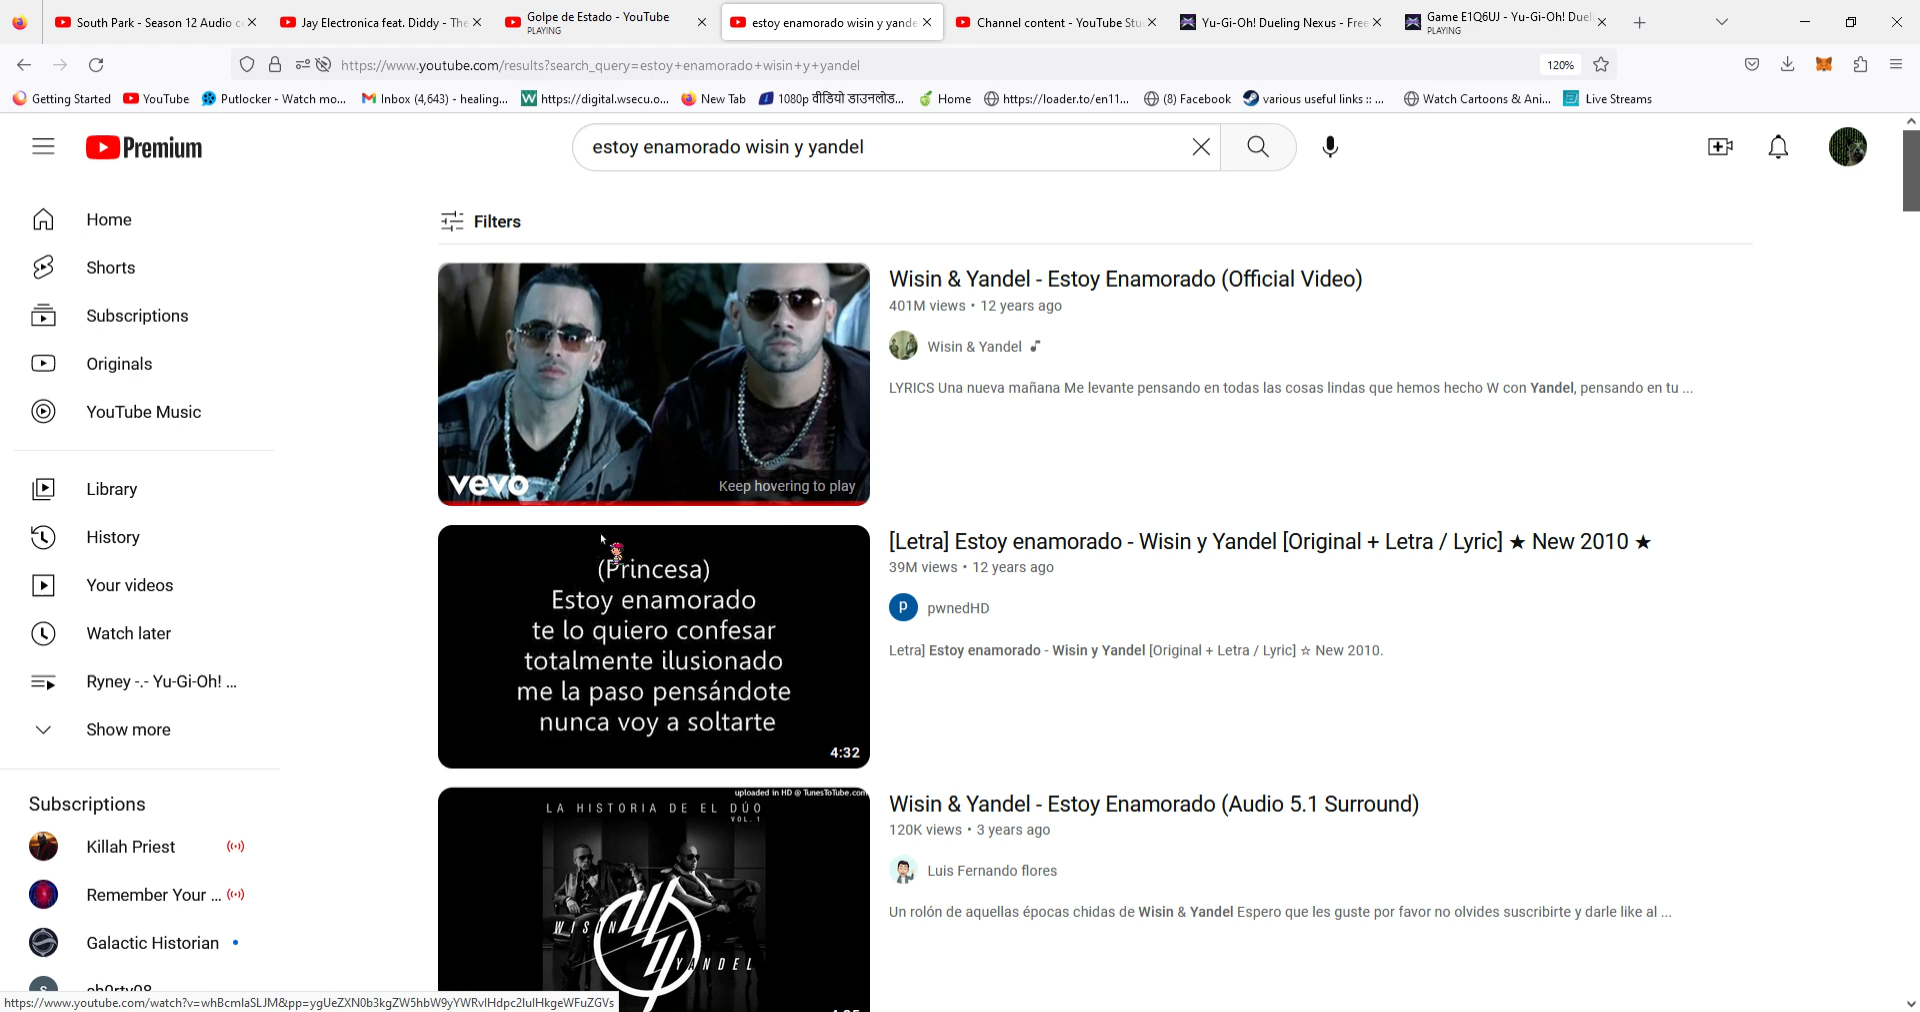 South Park - Season 12 Audio c
Jay Electronica feat. Diddy - The
Golpe de Estado - YouTube
PLAYING
estoy enamorado wisin y yande
Channel content - YouTube Stu
Yu-Gi-Oh! Dueling Nexus - Free
Game E1Q6UJ - Yu-Gi-Oh! Duel
PLAYING
https://www.youtube.com/results?search_query=estoy+enamorado+wisin+y+yandel
120%
Getting Started
YouTube
Putlocker - Watch mo...
Inbox (4,643) - healing...
https://digital.wsecu.o...
New Tab
1080p वीडियो डाउनलोड...
Home
https://loader.to/en11...
(8) Facebook
various useful links :: ...
Watch Cartoons & Ani...
Live Streams
Premium
estoy enamorado wisin y yandel
Home
Shorts
Subscriptions
Originals
YouTube Music
Library
History
Your videos
Watch later
Ryney -.- Yu-Gi-Oh! ...
Show more
Subscriptions
Killah Priest
Remember Your ...
Galactic Historian
Filters
vevo
Keep hovering to play
Wisin & Yandel - Estoy Enamorado (Official Video)
401M views • 12 years ago
Wisin & Yandel
LYRICS Una nueva mañana Me levante pensando en todas las cosas lindas que hemos hecho W con Yandel, pensando en tu ...
(Princesa)
Estoy enamorado
te lo quiero confesar
totalmente ilusionado
me la paso pensándote
nunca voy a soltarte
4:32
[Letra] Estoy enamorado - Wisin y Yandel [Original + Letra / Lyric] ★ New 2010 ★
39M views • 12 years ago
p
pwnedHD
Letra] Estoy enamorado - Wisin y Yandel [Original + Letra / Lyric] ☆ New 2010.
uploaded in HD @ TunesToTube.com
LA HISTORIA DE EL DÚO
VOL. 1
WISIN
YANDEL
Wisin & Yandel - Estoy Enamorado (Audio 5.1 Surround)
120K views • 3 years ago
Luis Fernando flores
Un rolón de aquellas épocas chidas de Wisin & Yandel Espero que les guste por favor no olvides suscribirte y darle like al ...
https://www.youtube.com/watch?v=whBcmlaSLJM&pp=ygUeZXN0b3kgZW5hbW9yYWRvIHdpc2luIHkgeWFuZGVs